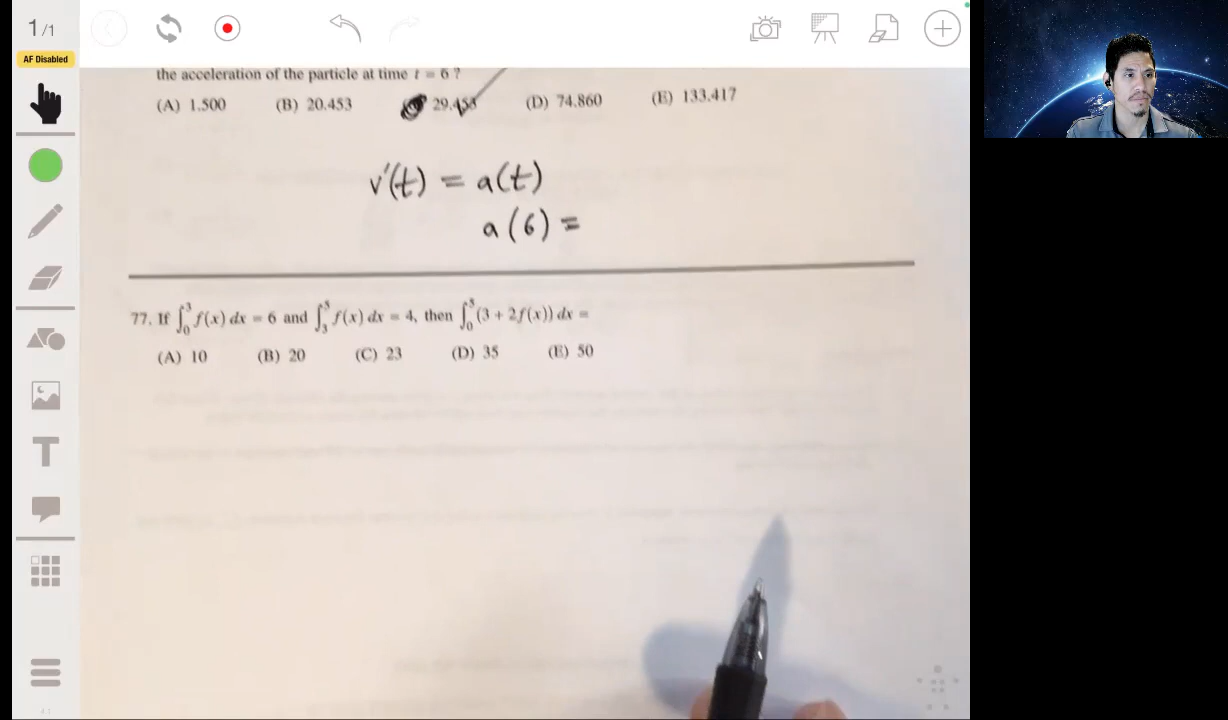 1/1
AF Disabled
the acceleration of the particle at time t = 6 ?
(A) 1.500 (B) 20.453 29.453 (D) 74.860 (E) 133.417
v'(t) = a(t)
a(6) =
77. If ∫₀³ f(x) dx = 6 and ∫₃⁵ f(x) dx = 4, then ∫₀⁵ (3 + 2f(x)) dx =
(A) 10 (B) 20 (C) 23 (D) 35 (E) 50
T